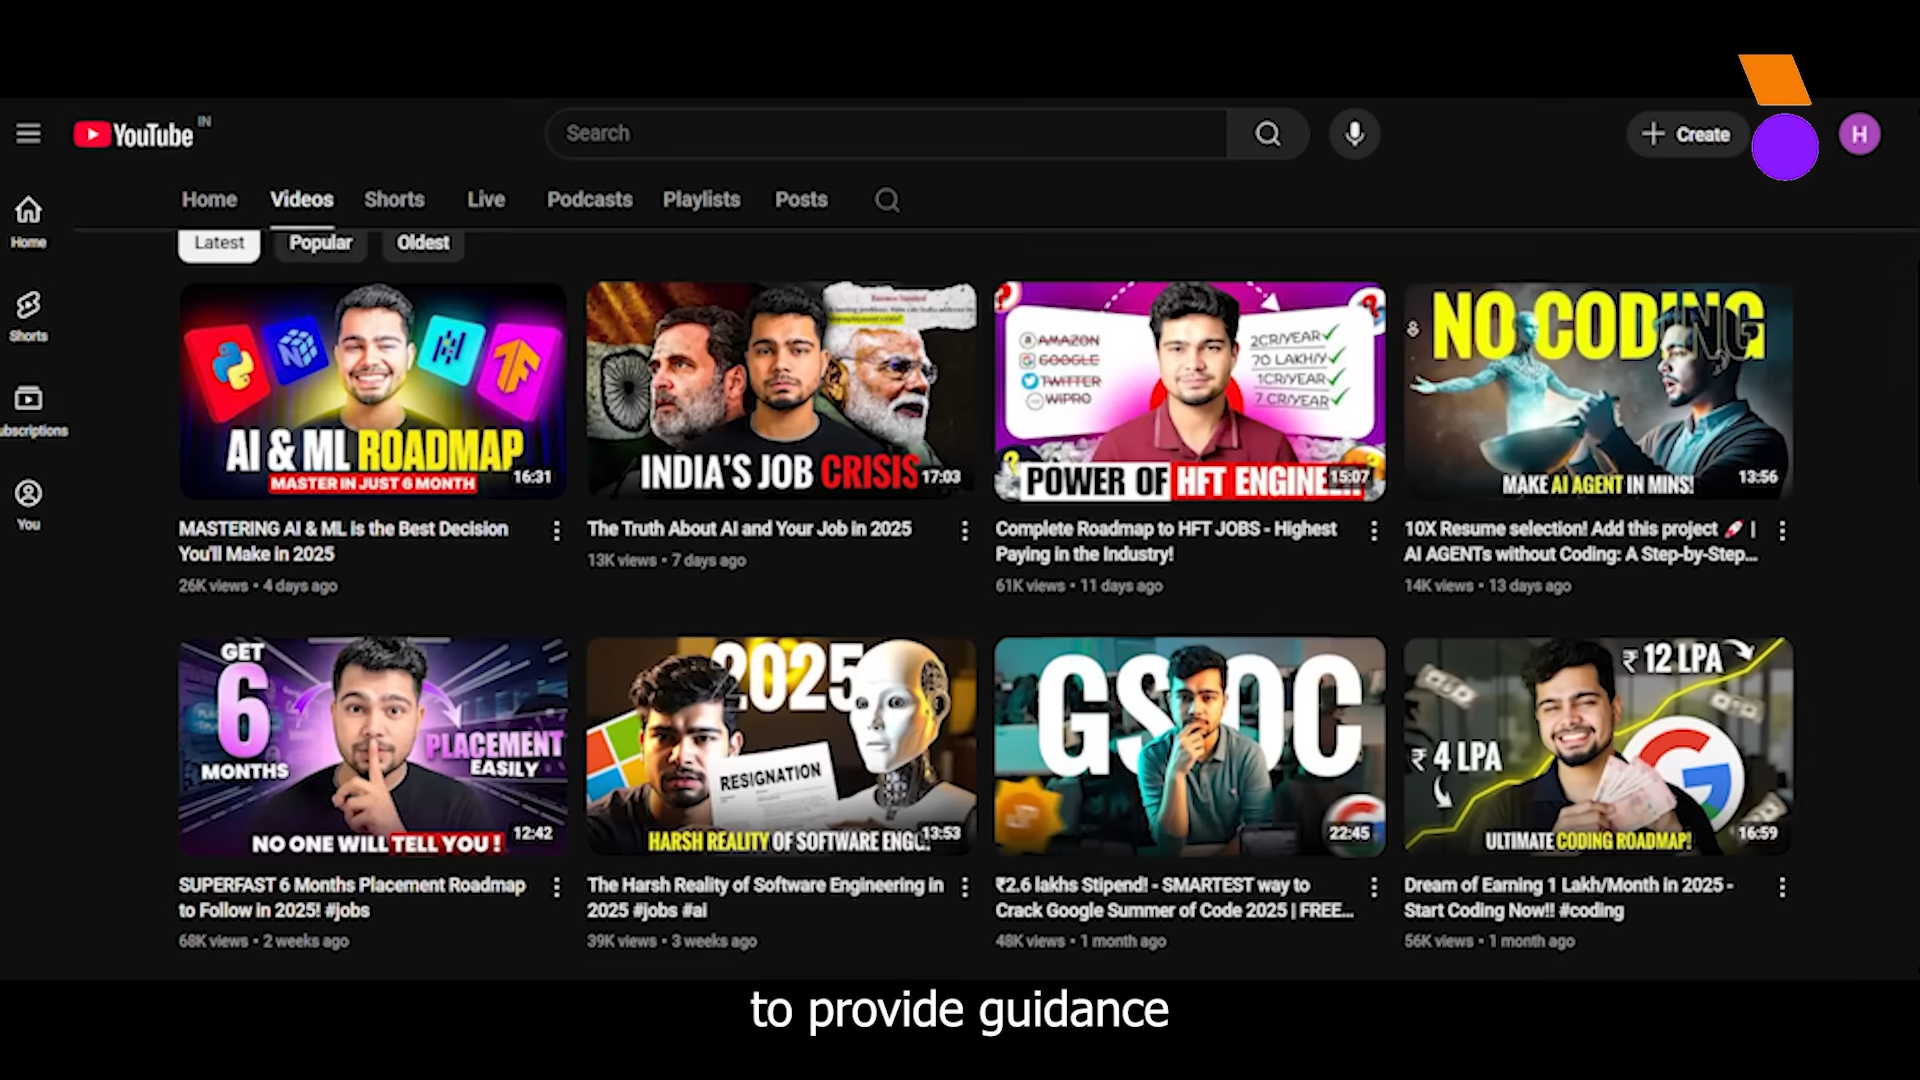 YouTube IN
Search
Create
H
Home
Videos
Shorts
Live
Podcasts
Playlists
Posts
Home
Shorts
ubscriptions
You
Latest
Popular
Oldest
AI & ML ROADMAP
MASTER IN JUST 6 MONTH
16:31
MASTERING AI & ML is the Best Decision
You'll Make in 2025
26K views • 4 days ago
INDIA'S JOB CRISIS
17:03
The Truth About AI and Your Job in 2025
13K views • 7 days ago
AMAZON
GOOGLE
TWITTER
WIPRO
2CR/YEAR
70 LAKH/Y
1CR/YEAR
7 CR/YEAR
POWER OF HFT ENGINE...
15:07
Complete Roadmap to HFT JOBS - Highest
Paying in the Industry!
61K views • 11 days ago
NO CODING
MAKE AI AGENT IN MINS!
13:56
10X Resume selection! Add this project 🚀 |
AI AGENTs without Coding: A Step-by-Step...
14K views • 13 days ago
GET
6
MONTHS
PLACEMENT
EASILY
NO ONE WILL TELL YOU !
12:42
SUPERFAST 6 Months Placement Roadmap
to Follow in 2025! #jobs
68K views • 2 weeks ago
2025
RESIGNATION
HARSH REALITY OF SOFTWARE ENGG.
13:53
The Harsh Reality of Software Engineering in
2025 #jobs #ai
39K views • 3 weeks ago
GSOC
22:45
₹2.6 lakhs Stipend! - SMARTEST way to
Crack Google Summer of Code 2025 | FREE...
48K views • 1 month ago
₹ 12 LPA
₹ 4 LPA
ULTIMATE CODING ROADMAP!
16:59
Dream of Earning 1 Lakh/Month in 2025 -
Start Coding Now!! #coding
56K views • 1 month ago
to provide guidance